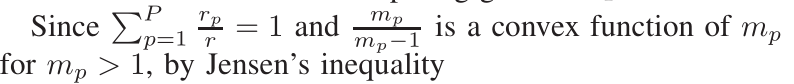 Since $\sum_{p=1}^{P} \frac{r_p}{r} = 1$ and $\frac{m_p}{m_p-1}$ is a convex function of $m_p$
for $m_p > 1$, by Jensen's inequality